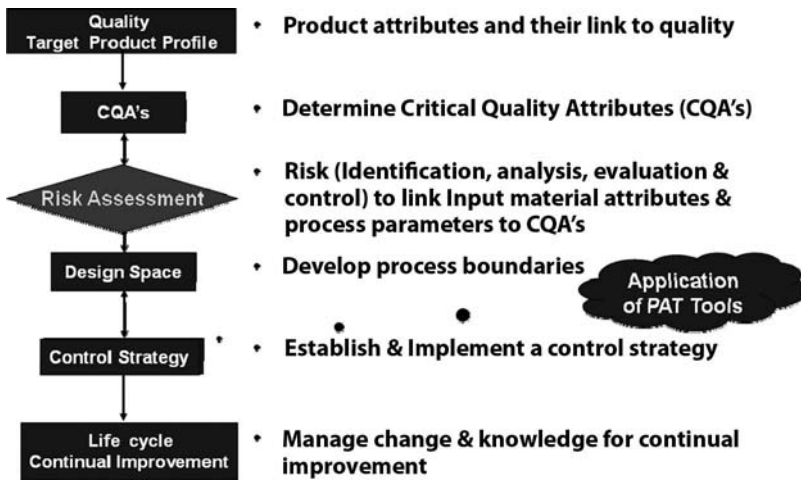 Quality
Target Product Profile
• Product attributes and their link to quality
CQA's
• Determine Critical Quality Attributes (CQA's)
Risk Assessment
• Risk (Identification, analysis, evaluation &
control) to link Input material attributes &
process parameters to CQA's
Design Space
• Develop process boundaries
Application
of PAT Tools
Control Strategy
• Establish & Implement a control strategy
Life cycle
Continual Improvement
• Manage change & knowledge for continual
improvement